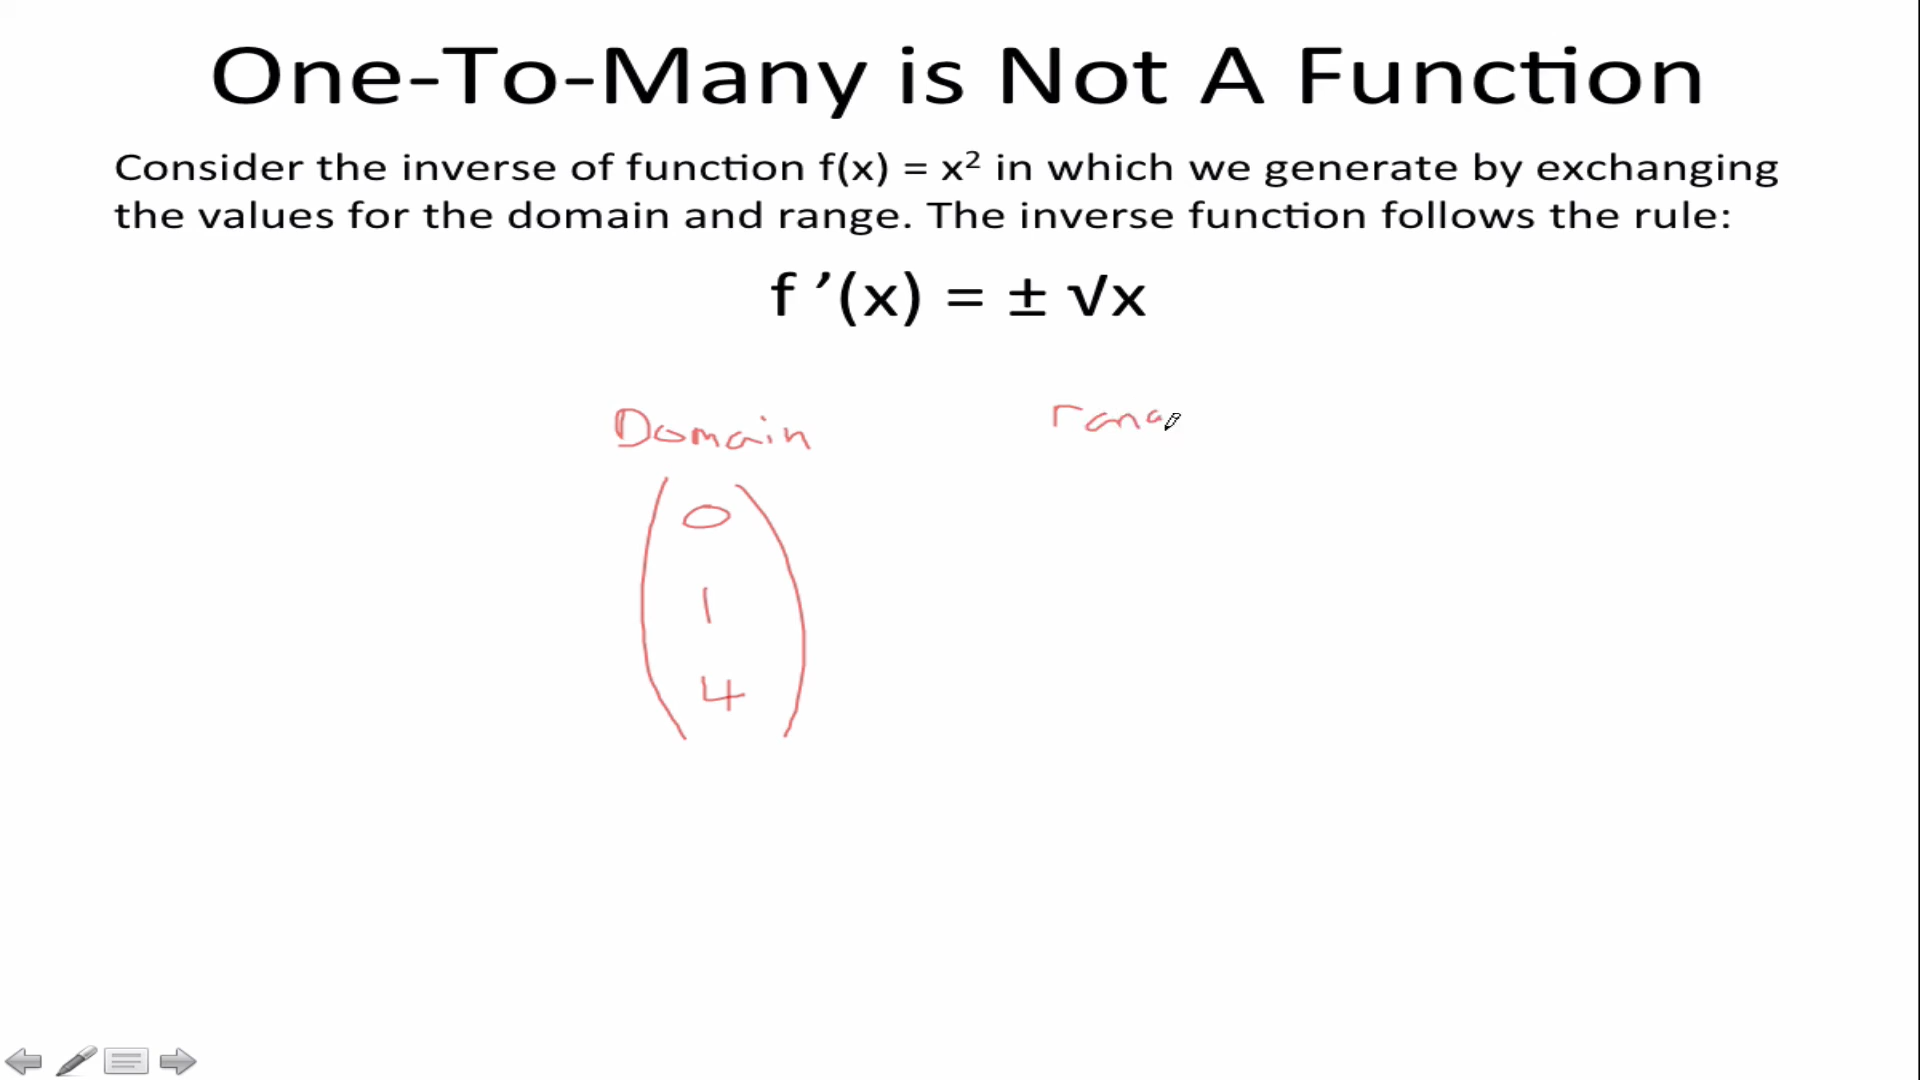 One-To-Many is Not A Function
Consider the inverse of function f(x) = x² in which we generate by exchanging
the values for the domain and range. The inverse function follows the rule:
f ’(x) = ± √x
Domain
rang
0
1
4